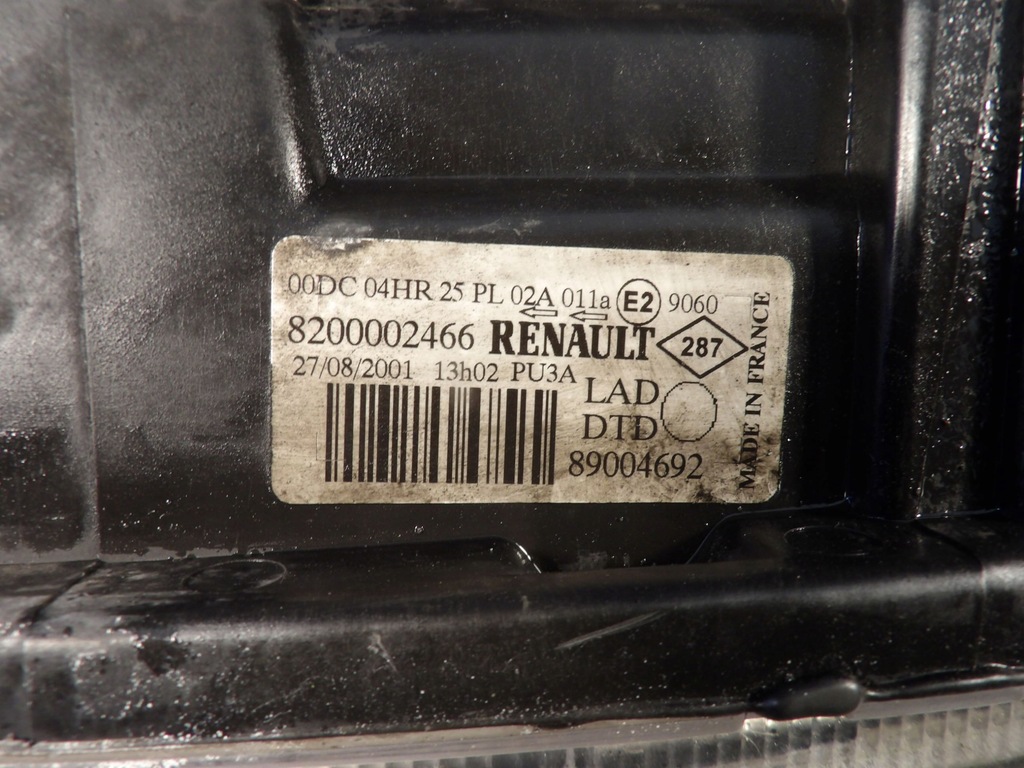 00DC 04HR 25 PL 02A 011a E2 9060
8200002466 RENAULT 287
27/08/2001 13h02 PU3A
LAD
DTD
89004692
MADE IN FRANCE